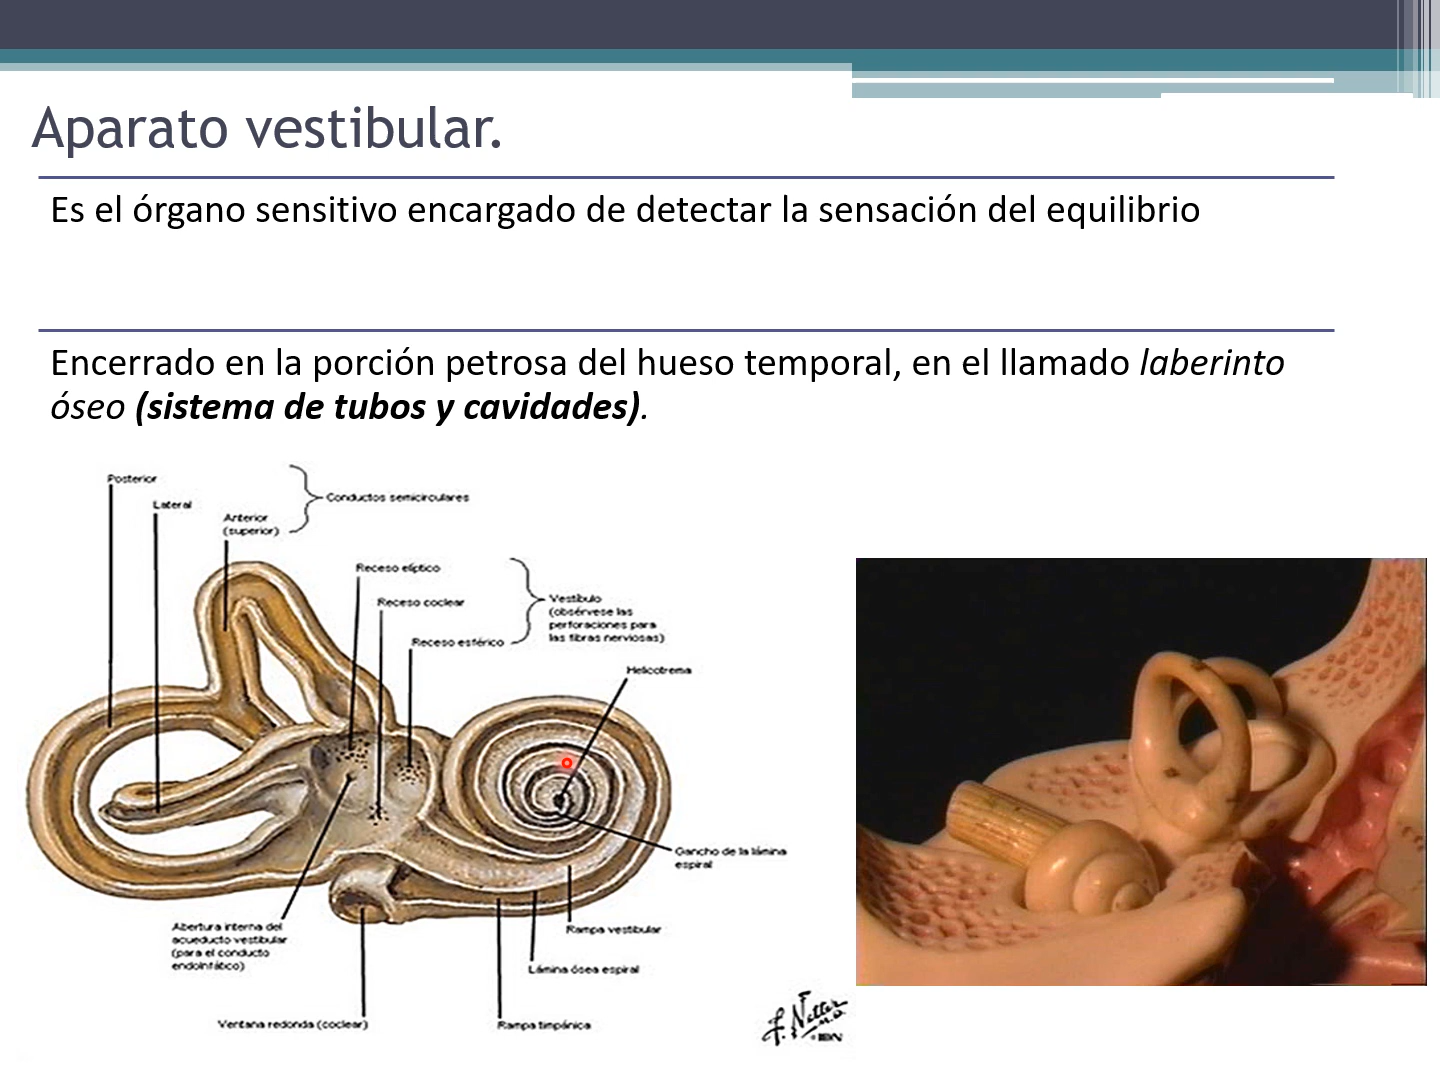 Aparato vestibular.
Es el órgano sensitivo encargado de detectar la sensación del equilibrio
Encerrado en la porción petrosa del hueso temporal, en el llamado laberinto
óseo (sistema de tubos y cavidades).
Posterior
Lateral
Anterior
(superior)
Conductos semicirculares
Receso elíptico
Receso coclear
Receso esférico
Vestíbulo
(obsérvese las
perforaciones para
las fibras nerviosas)
Helicotrema
Gancho de la lámina
espiral
Rampa vestibular
Lámina ósea espiral
Rampa timpánica
Abertura interna del
acueducto vestibular
(para el conducto
endolinfático)
Ventana redonda (coclear)
F. Netter
M.D.